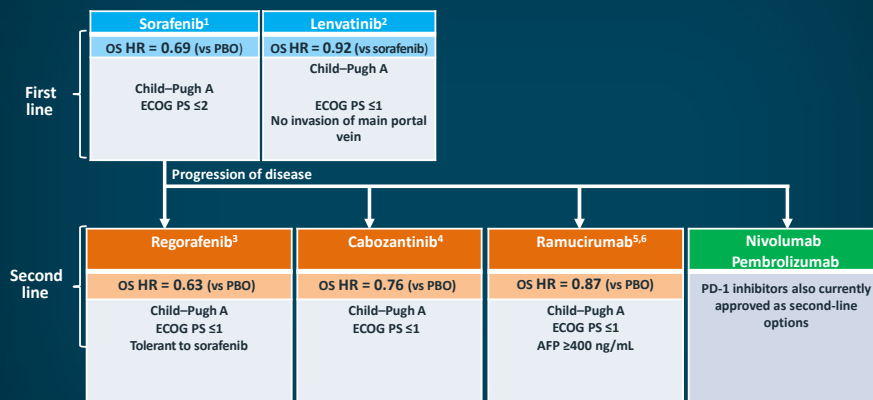 Sorafenib1
Lenvatinib2
OS HR = 0.69 (vs PBO)
OS HR = 0.92 (vs sorafenib)
First
line
Child–Pugh A
ECOG PS ≤2
Child–Pugh A
ECOG PS ≤1
No invasion of main portal
vein
Progression of disease
Second
line
Regorafenib3
Cabozantinib4
Ramucirumab5,6
Nivolumab
Pembrolizumab
OS HR = 0.63 (vs PBO)
OS HR = 0.76 (vs PBO)
OS HR = 0.87 (vs PBO)
Child–Pugh A
ECOG PS ≤1
Tolerant to sorafenib
Child–Pugh A
ECOG PS ≤1
Child–Pugh A
ECOG PS ≤1
AFP ≥400 ng/mL
PD-1 inhibitors also currently
approved as second-line
options